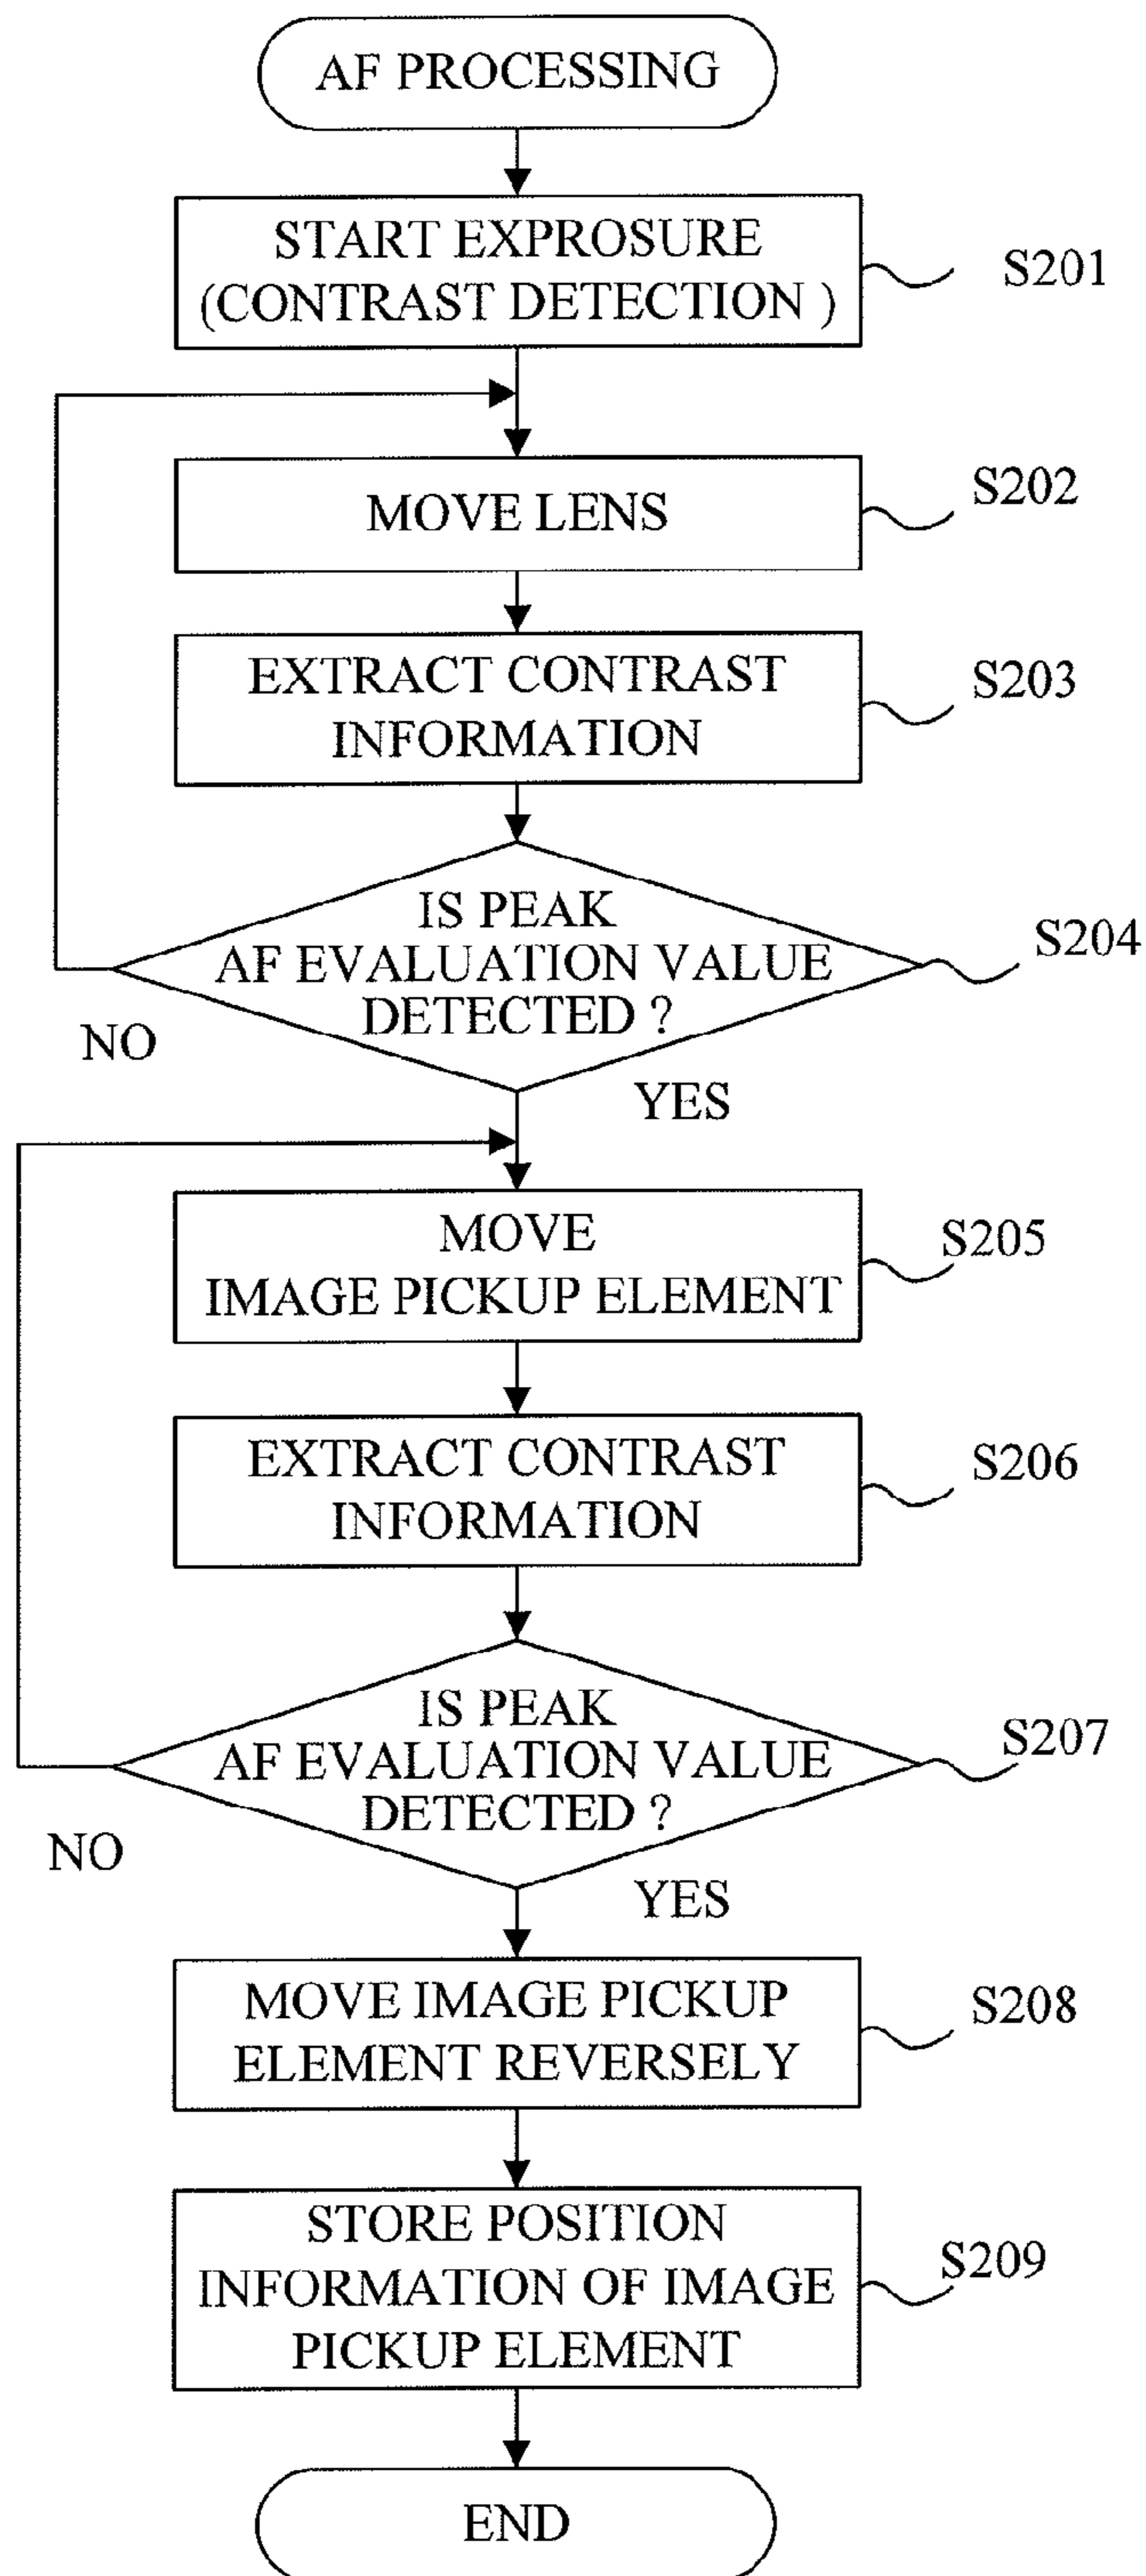 AF PROCESSING
START EXPROSURE
(CONTRAST DETECTION )
S201
MOVE LENS
S202
EXTRACT CONTRAST
INFORMATION
S203
IS PEAK
AF EVALUATION VALUE
DETECTED ?
S204
NO
YES
MOVE
IMAGE PICKUP ELEMENT
S205
EXTRACT CONTRAST
INFORMATION
S206
IS PEAK
AF EVALUATION VALUE
DETECTED ?
S207
NO
YES
MOVE IMAGE PICKUP
ELEMENT REVERSELY
S208
STORE POSITION
INFORMATION OF IMAGE
PICKUP ELEMENT
S209
END